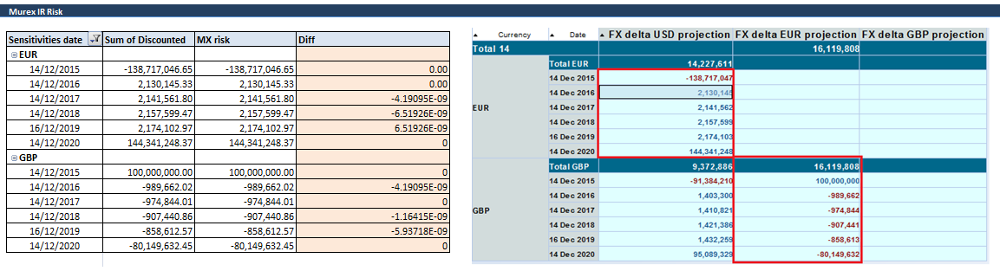 Murex IR Risk
Sensitivities date Sum of Discounted MX risk Diff
EUR
14/12/2015 -138,717,046.65 -138,717,046.65 0.00
14/12/2016 2,130,145.33 2,130,145.33 0.00
14/12/2017 2,141,561.80 2,141,561.80 -4.19095E-09
14/12/2018 2,157,599.47 2,157,599.47 -6.51926E-09
16/12/2019 2,174,102.97 2,174,102.97 6.51926E-09
14/12/2020 144,341,248.37 144,341,248.37 0
GBP
14/12/2015 100,000,000.00 100,000,000.00 0
14/12/2016 -989,662.02 -989,662.02 -4.19095E-09
14/12/2017 -974,844.01 -974,844.01 0
14/12/2018 -907,440.86 -907,440.86 -1.16415E-09
16/12/2019 -858,612.57 -858,612.57 -5.93718E-09
14/12/2020 -80,149,632.45 -80,149,632.45 0
Currency Date FX delta USD projection FX delta EUR projection FX delta GBP projection
Total 14 16,119,808
Total EUR 14,227,611
14 Dec 2015 -138,717,047
14 Dec 2016 2,130,145
EUR 14 Dec 2017 2,141,562
14 Dec 2018 2,157,599
16 Dec 2019 2,174,103
14 Dec 2020 144,341,248
Total GBP 9,372,886 16,119,808
14 Dec 2015 -91,384,210 100,000,000
14 Dec 2016 1,403,300 -989,662
GBP 14 Dec 2017 1,410,821 -974,844
14 Dec 2018 1,421,386 -907,441
16 Dec 2019 1,432,259 -858,613
14 Dec 2020 95,089,329 -80,149,632